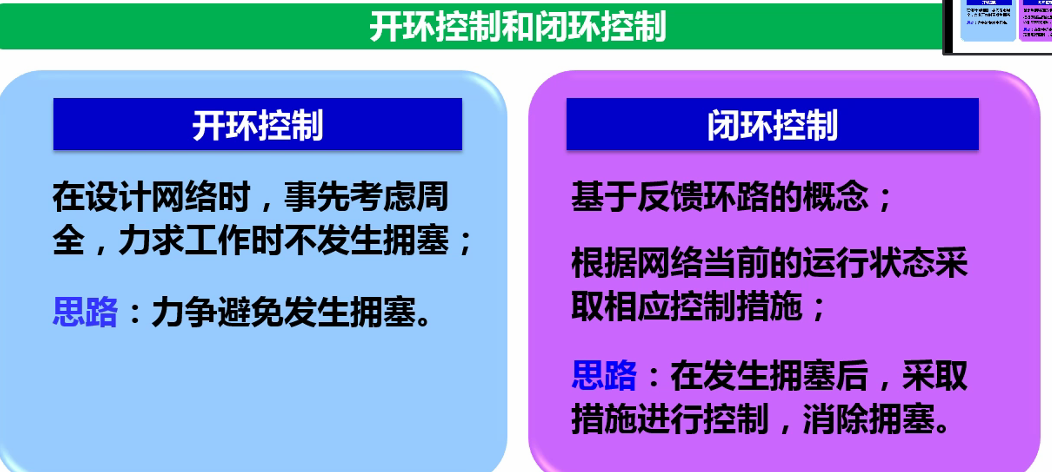 开环控制和闭环控制
开环控制
在设计网络时，事先考虑周
全，力求工作时不发生拥塞；
思路：力争避免发生拥塞。
闭环控制
基于反馈环路的概念；
根据网络当前的运行状态采
取相应控制措施；
思路：在发生拥塞后，采取
措施进行控制，消除拥塞。